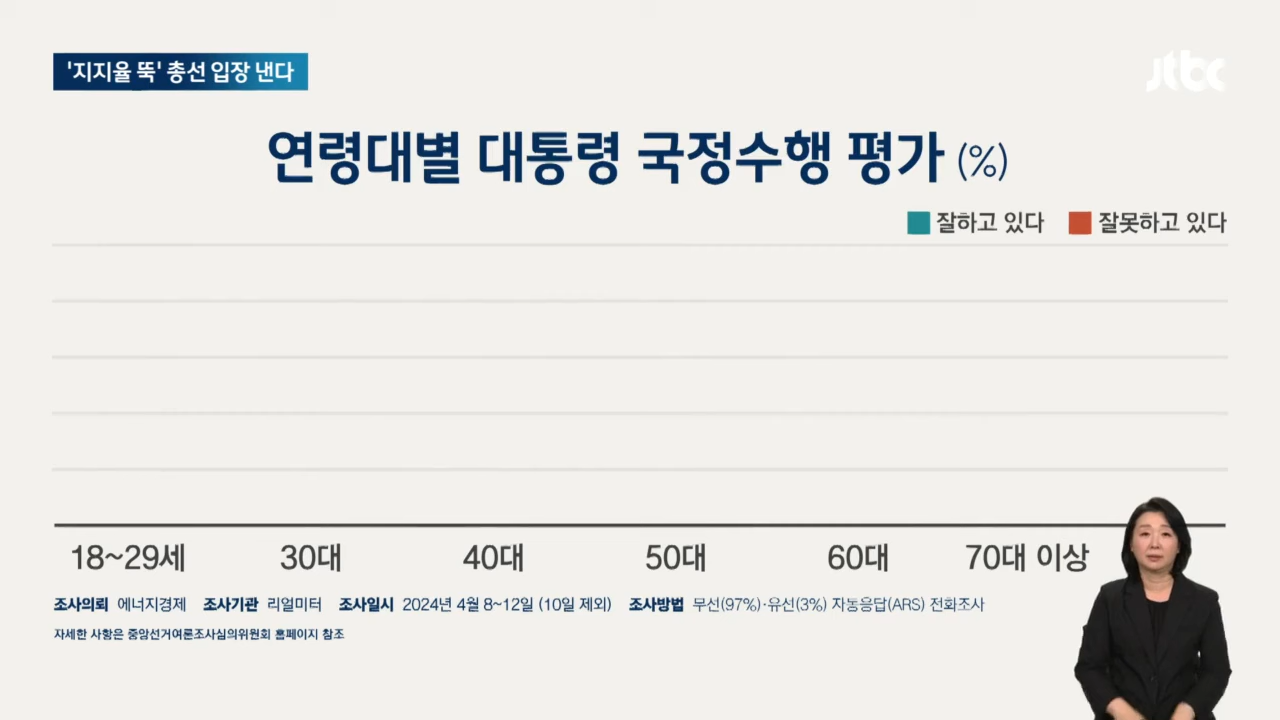 '지지율 뚝' 총선 입장 낸다
jtbc
연령대별 대통령 국정수행 평가 (%)
잘하고 있다 잘못하고 있다
18~29세 30대 40대 50대 60대 70대 이상
조사의뢰 에너지경제 조사기관 리얼미터 조사일시 2024년 4월 8~12일 (10일 제외) 조사방법 무선(97%)·유선(3%) 자동응답(ARS) 전화조사
자세한 사항은 중앙선거여론조사심의위원회 홈페이지 참조